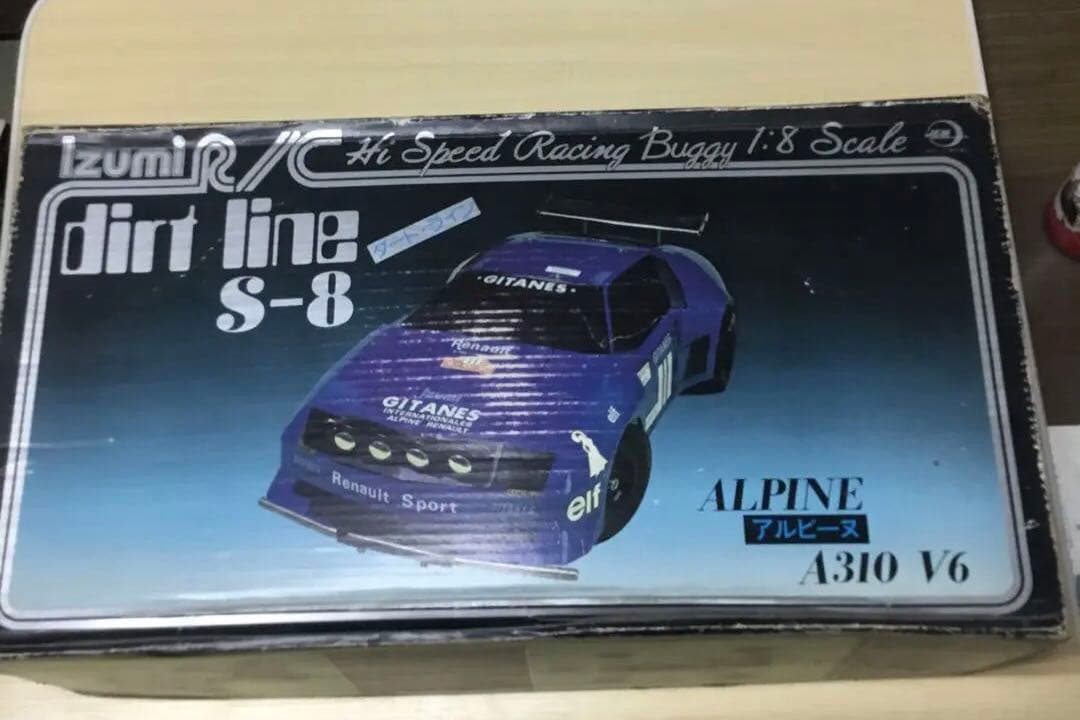 Izumi R/C Hi Speed Racing Buggy 1:8 Scale
dirt line
ダート・ライン
S-8
·GITANES·
Renault
elf
GITANES
INTERNATIONALES
ALPINE RENAULT
Renault Sport
elf
ALPINE
アルピーヌ
A310 V6